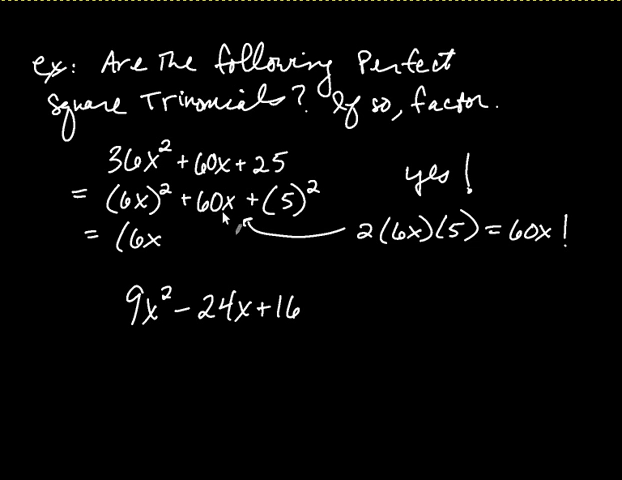 ex: Are the following Perfect
Square Trinomials? If so, factor.
36x² + 60x + 25
yes!
= (6x)² + 60x + (5)²
= (6x
2(6x)(5) = 60x!
9x² - 24x + 16